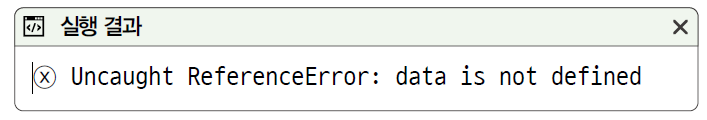 실행 결과
Uncaught ReferenceError: data is not defined